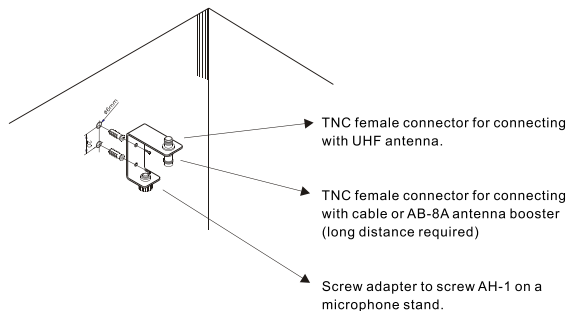 ø6mm
TNC female connector for connecting
with UHF antenna.
TNC female connector for connecting
with cable or AB-8A antenna booster
(long distance required)
Screw adapter to screw AH-1 on a
microphone stand.